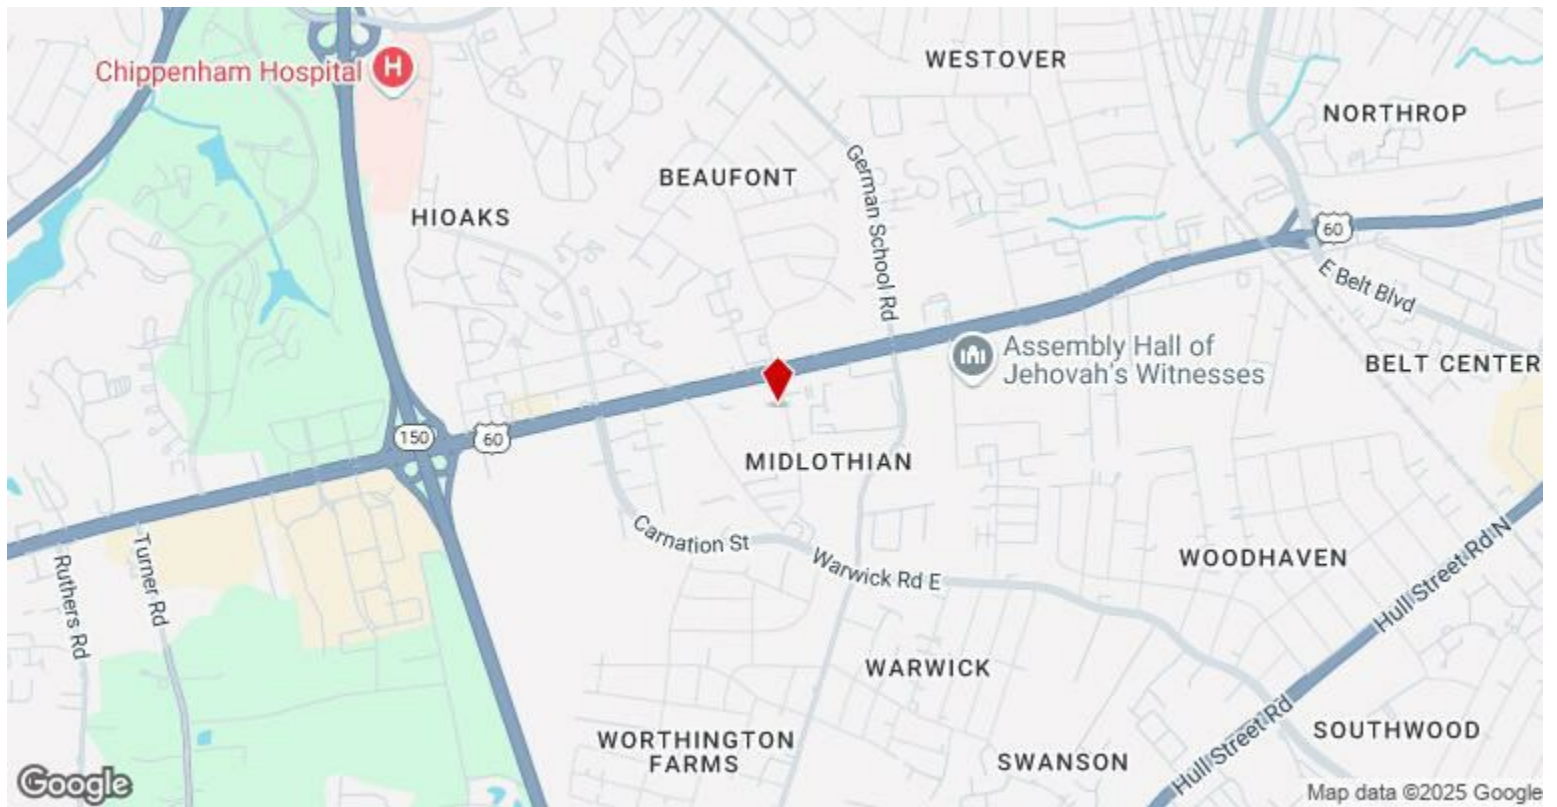 WESTOVER
Chippenham Hospital
H
NORTHROP
BEAUFONT
German School Rd
HIOAKS
60
E Belt Blvd
Assembly Hall of
Jehovah's Witnesses
BELT CENTER
150
60
MIDLOTHIAN
Carnation St
Warwick Rd E
WOODHAVEN
Hull Street Rd N
Ruthers Rd
Turner Rd
WARWICK
Hull Street Rd
SOUTHWOOD
WORTHINGTON
FARMS
SWANSON
Google
Map data ©2025 Google